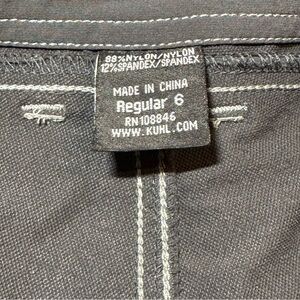 88%NYLON/NYLON
12%SPANDEX/SPANDEX
MADE IN CHINA
Regular 6
RN108846
WWW.KUHL.COM